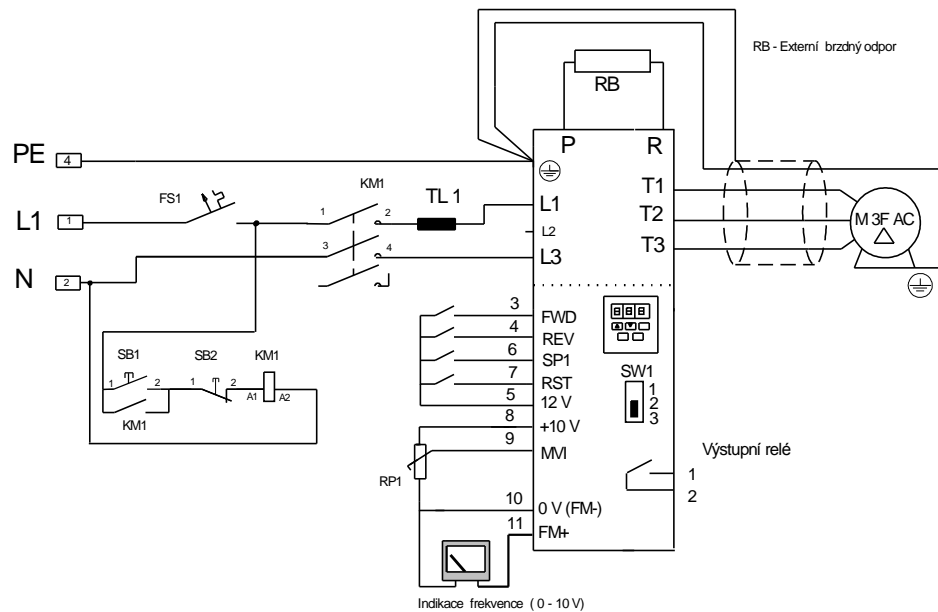 RB - Externí brzdný odpor
RB
P
R
PE
4
FS1
KM1
TL 1
L1
1
1
2
L1
T1
L2
T2
M 3F AC
3
4
N
2
L3
T3
3
FWD
4
REV
6
SP1
7
RST
5
12 V
8
+10 V
9
MVI
SB1
SB2
KM1
1
2
1
2
A1
A2
KM1
888
SW1
1
2
3
RP1
Výstupní relé
1
2
10
0 V (FM-)
11
FM+
Indikace frekvence ( 0 - 10 V)